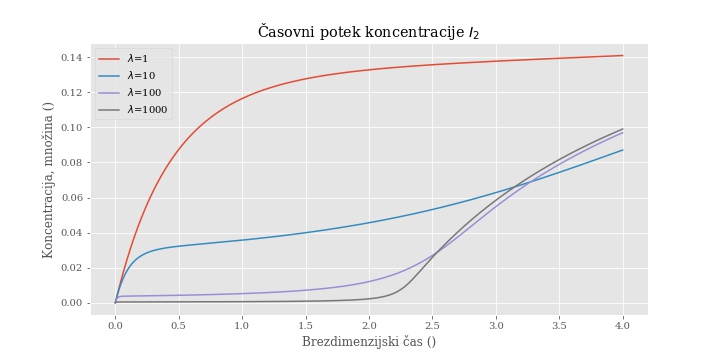 Časovni potek koncentracije I₂
Koncentracija, množina ()
0.14
0.12
0.10
0.08
0.06
0.04
0.02
0.00
λ=1
λ=10
λ=100
λ=1000
0.0 0.5 1.0 1.5 2.0 2.5 3.0 3.5 4.0
Brezdimenzijski čas ()